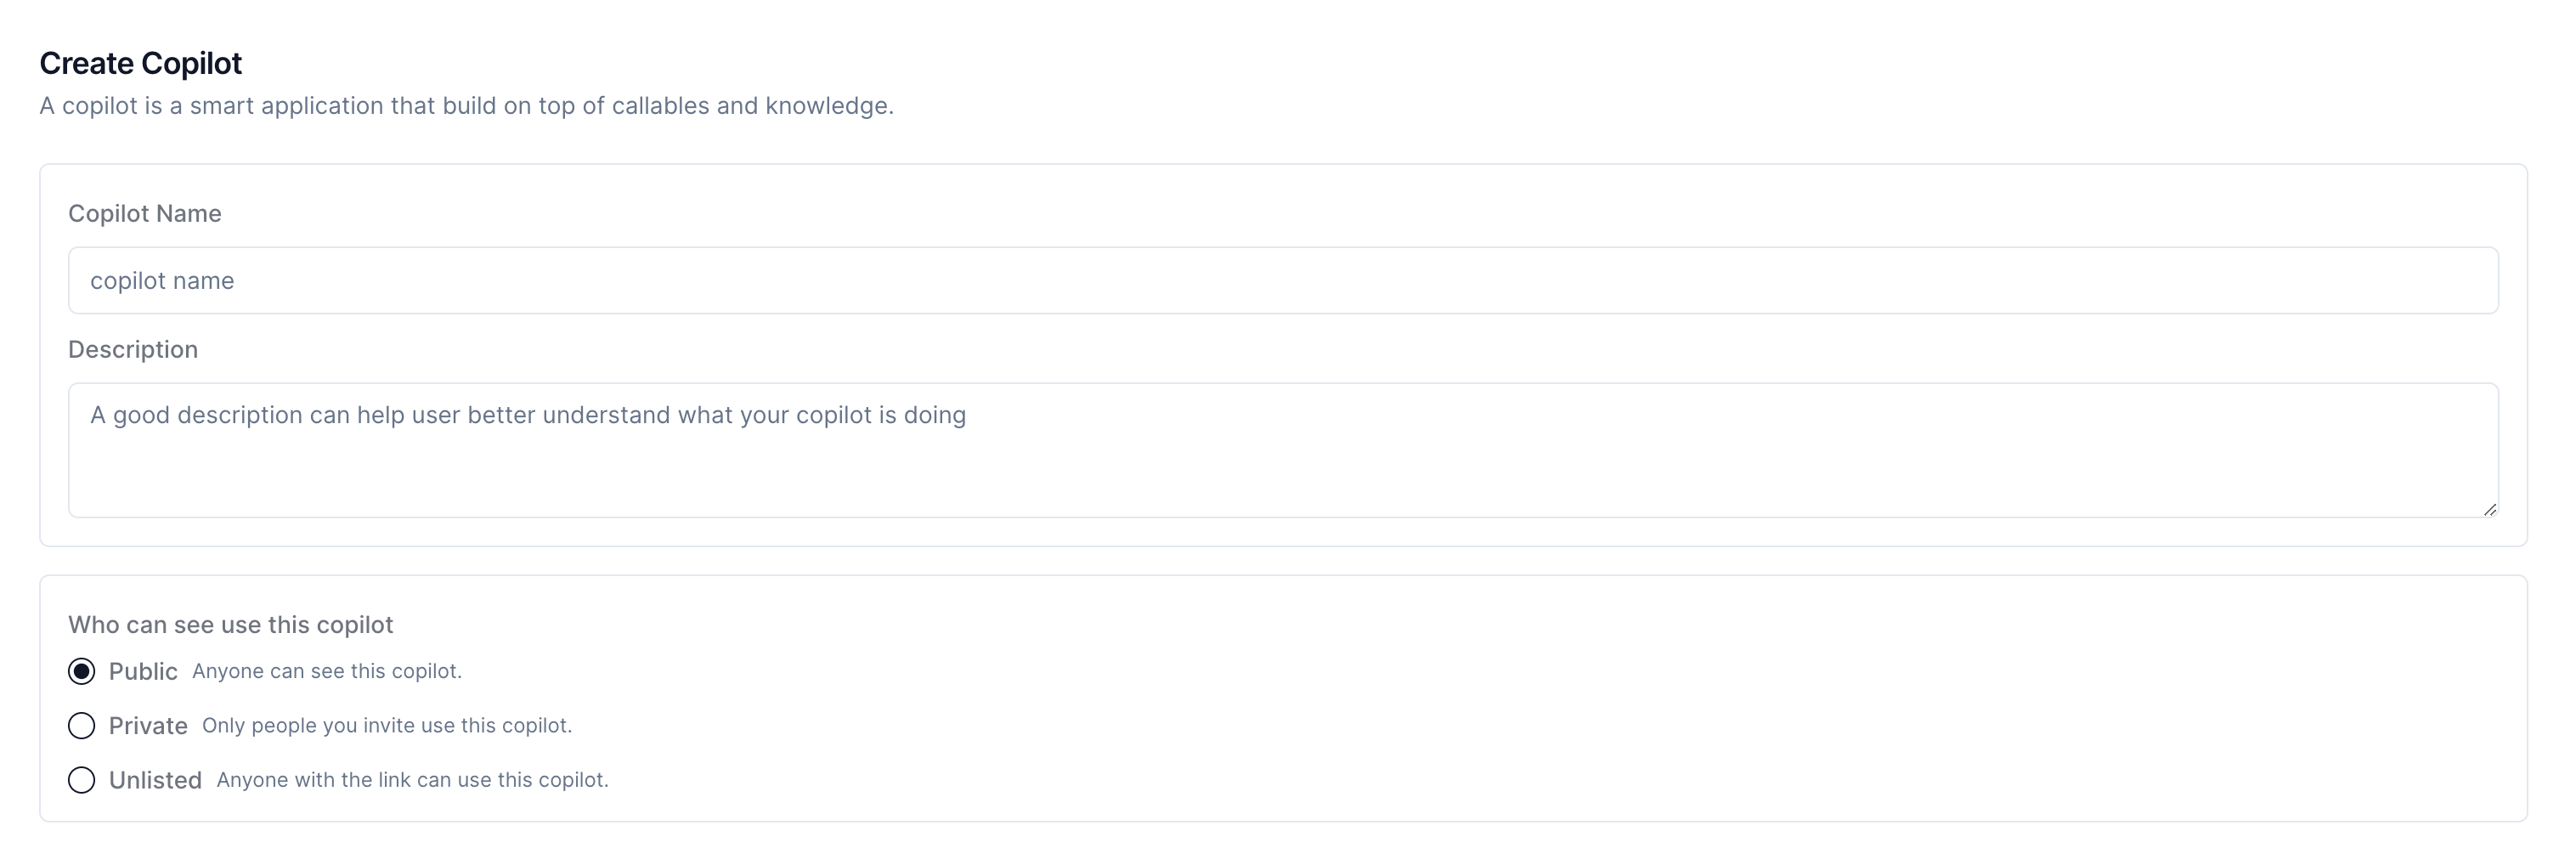 Create Copilot
A copilot is a smart application that build on top of callables and knowledge.
Copilot Name
copilot name
Description
A good description can help user better understand what your copilot is doing
Who can see use this copilot
Public Anyone can see this copilot.
Private Only people you invite use this copilot.
Unlisted Anyone with the link can use this copilot.